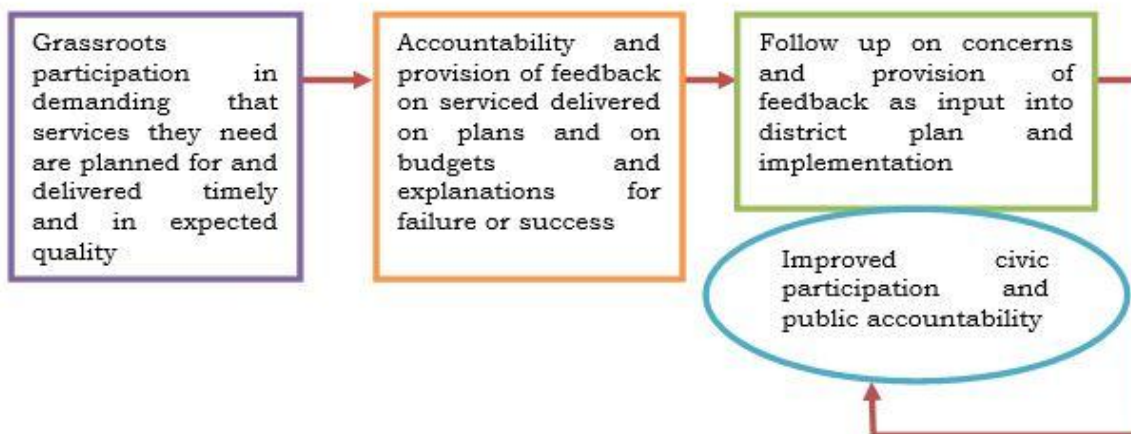 Grassroots
participation in
demanding that
services they need
are planned for and
delivered timely
and in expected
quality
Accountability and
provision of feedback
on serviced delivered
on plans and on
budgets and
explanations for
failure or success
Follow up on concerns
and provision of
feedback as input into
district plan and
implementation
Improved civic
participation and
public accountability